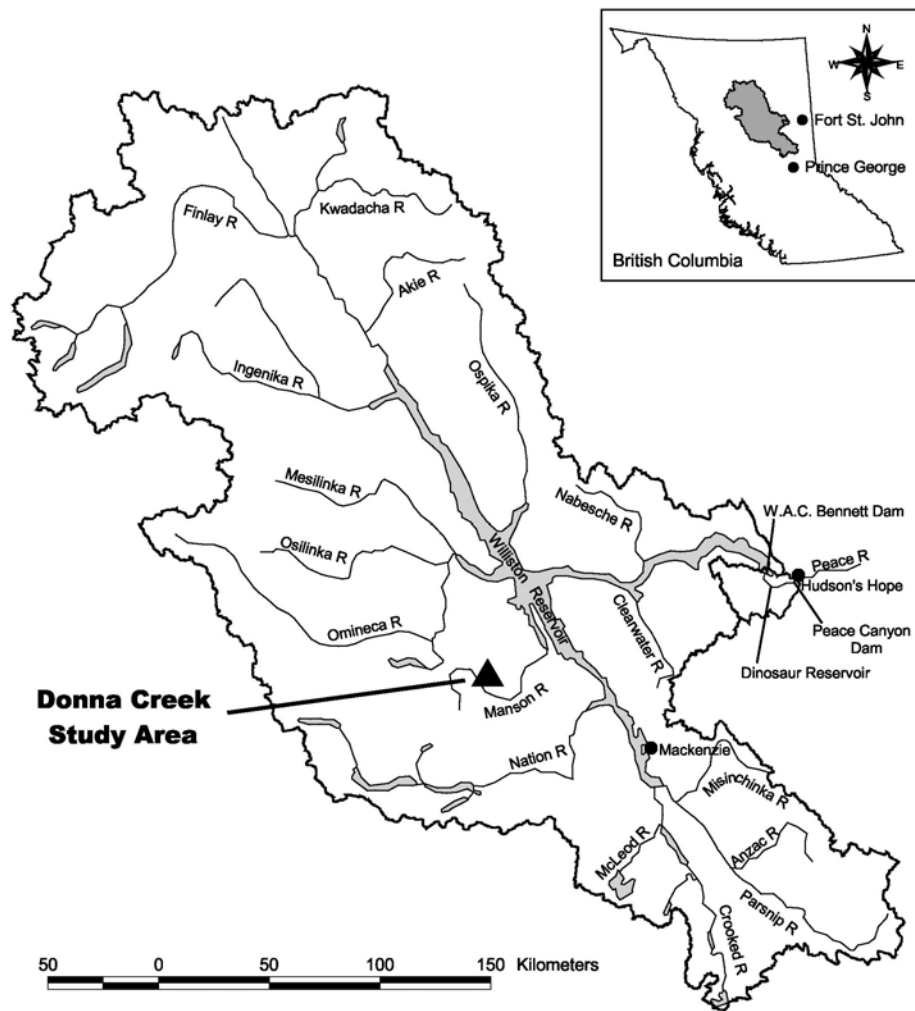 N
W E
S
Fort St. John
Prince George
British Columbia
Finlay R
Kwadacha R
Akie R
Ingenika R
Ospika R
Mesilinka R
Nabesche R
W.A.C. Bennett Dam
Osilinka R
Williston Reservoir
Peace R
Hudson's Hope
Omineca R
Clearwater R
Peace Canyon
Dam
Dinosaur Reservoir
Donna Creek
Study Area
Manson R
Nation R
Mackenzie
Misinchinka R
McLeod R
Anzac R
Parsnip R
Crooked R
50 0 50 100 150 Kilometers